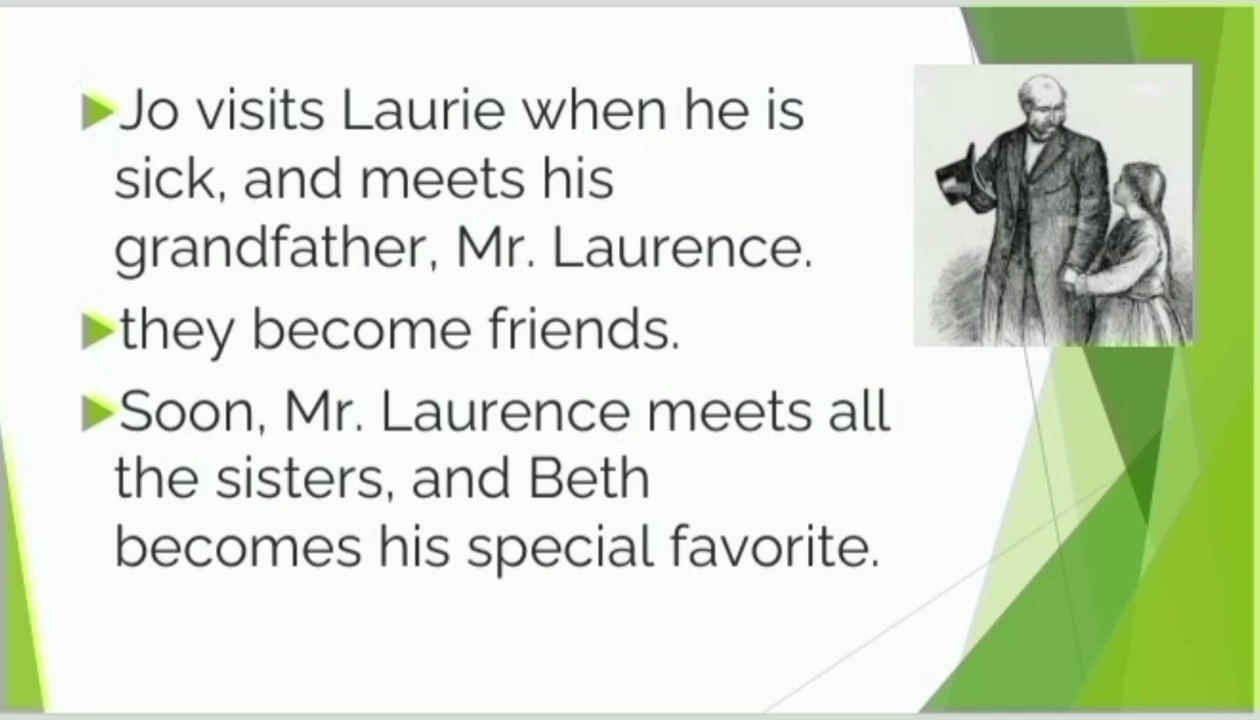 Jo visits Laurie when he is
sick, and meets his
grandfather, Mr. Laurence.
they become friends.
Soon, Mr. Laurence meets all
the sisters, and Beth
becomes his special favorite.